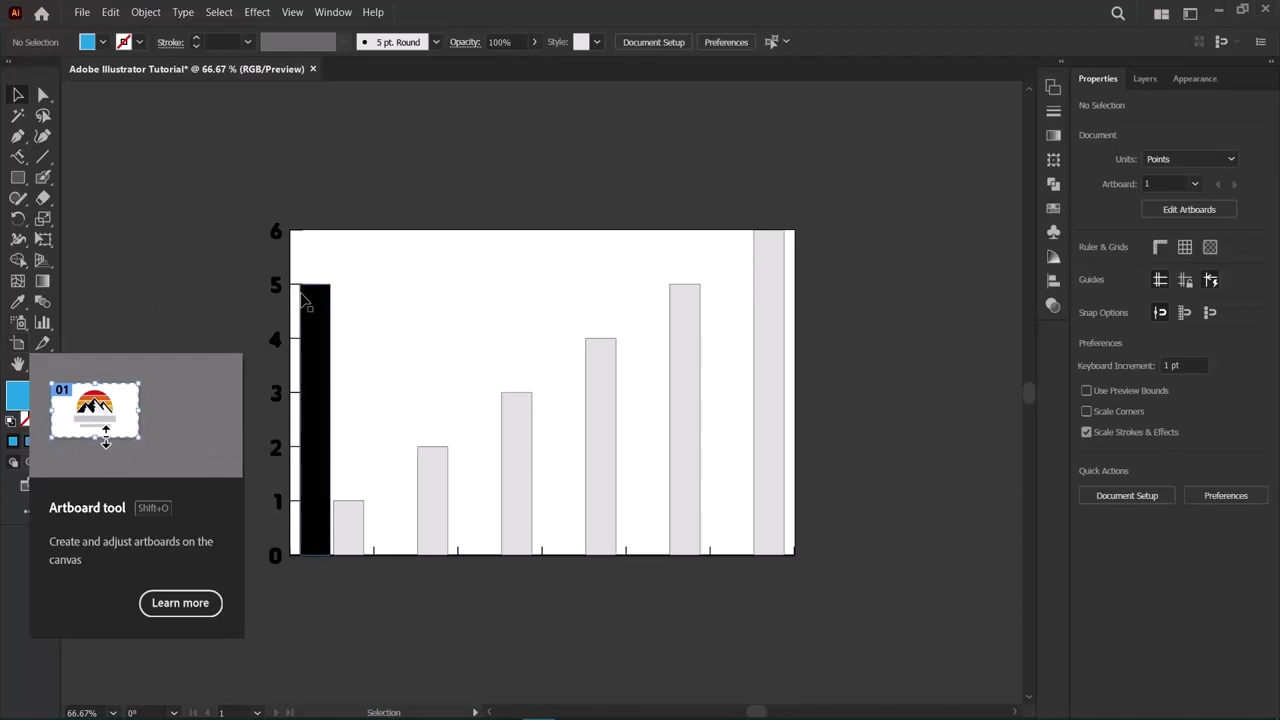 Ai File Edit Object Type Select Effect View Window Help
No Selection Stroke: 5 pt. Round Opacity: 100% Style: Document Setup Preferences
Adobe Illustrator Tutorial* @ 66.67 % (RGB/Preview) ×
Properties Layers Appearance
No Selection
Document
Units: Points
Artboard: 1
Edit Artboards
Ruler & Grids
Guides
Snap Options
Preferences
Keyboard Increment: 1 pt
Use Preview Bounds
Scale Corners
Scale Strokes & Effects
Quick Actions
Document Setup Preferences
6
5
4
3
2
1
0
01
Artboard tool Shift+O
Create and adjust artboards on the
canvas
Learn more
66.67% 0° 1 Selection